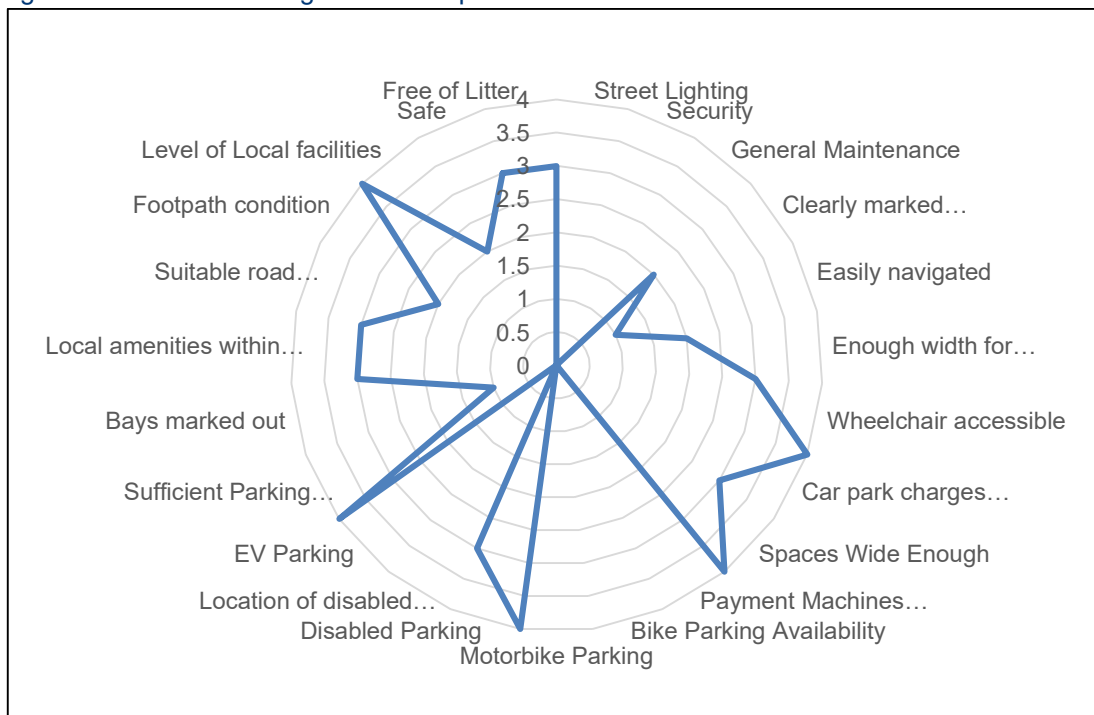 Free of Litter
Street Lighting
Safe
Security
Level of Local facilities
General Maintenance
Footpath condition
Clearly marked…
Suitable road…
Easily navigated
Local amenities within…
Enough width for…
Bays marked out
Wheelchair accessible
Sufficient Parking…
Car park charges…
EV Parking
Spaces Wide Enough
Location of disabled…
Payment Machines…
Disabled Parking
Bike Parking Availability
Motorbike Parking
4
3.5
3
2.5
2
1.5
1
0.5
0